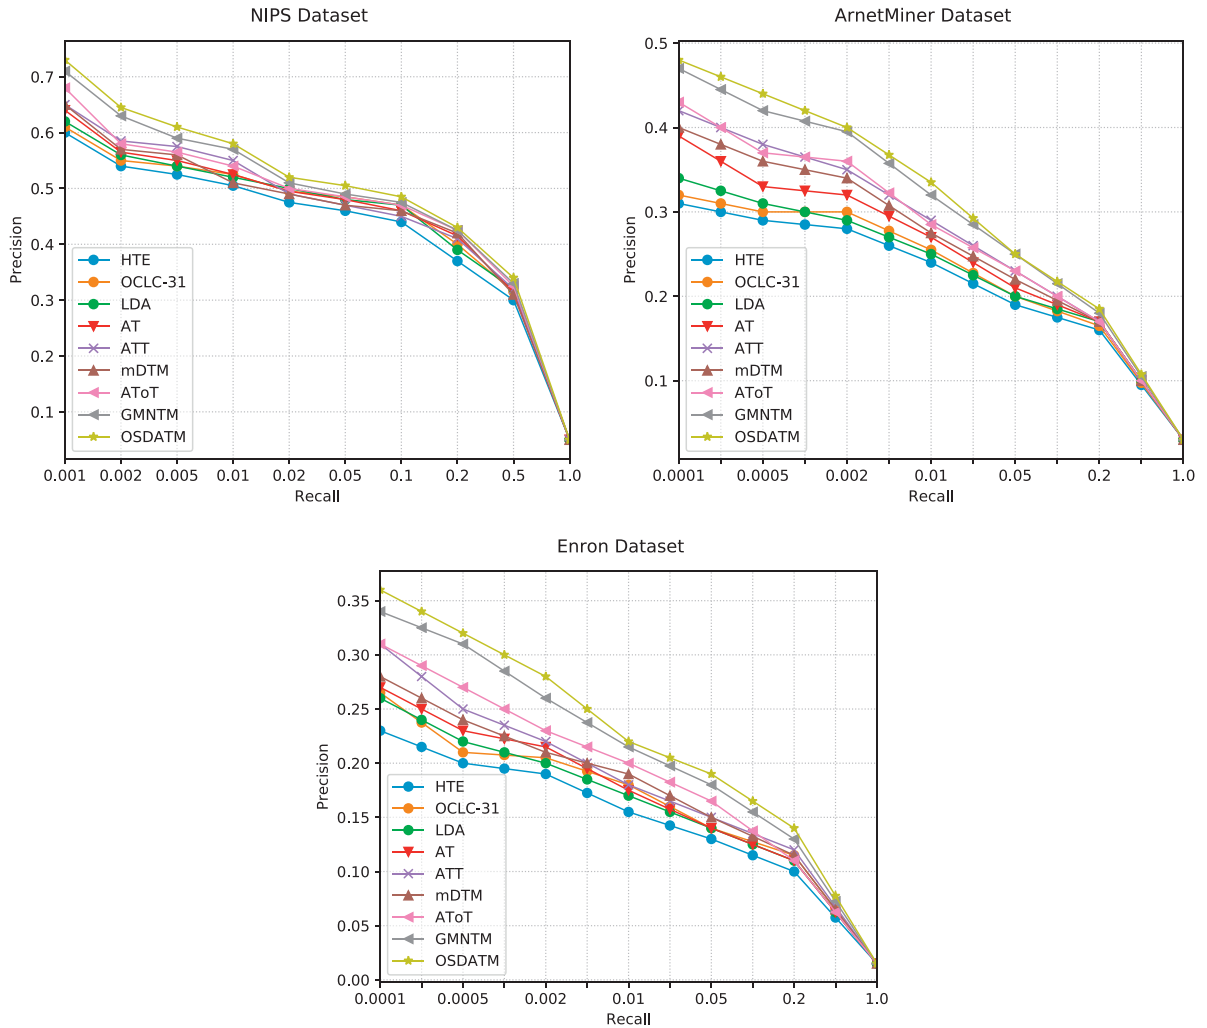 NIPS Dataset
Precision
0.7
0.6
0.5
0.4
0.3
0.2
0.1
HTE
OCLC-31
LDA
AT
ATT
mDTM
AToT
GMNTM
OSDATM
0.001 0.002 0.005 0.01 0.02 0.05 0.1 0.2 0.5 1.0
Recall
ArnetMiner Dataset
Precision
0.5
0.4
0.3
0.2
0.1
HTE
OCLC-31
LDA
AT
ATT
mDTM
AToT
GMNTM
OSDATM
0.0001 0.0005 0.002 0.01 0.05 0.2 1.0
Recall
Enron Dataset
Precision
0.35
0.30
0.25
0.20
0.15
0.10
0.05
0.00
HTE
OCLC-31
LDA
AT
ATT
mDTM
AToT
GMNTM
OSDATM
0.0001 0.0005 0.002 0.01 0.05 0.2 1.0
Recall